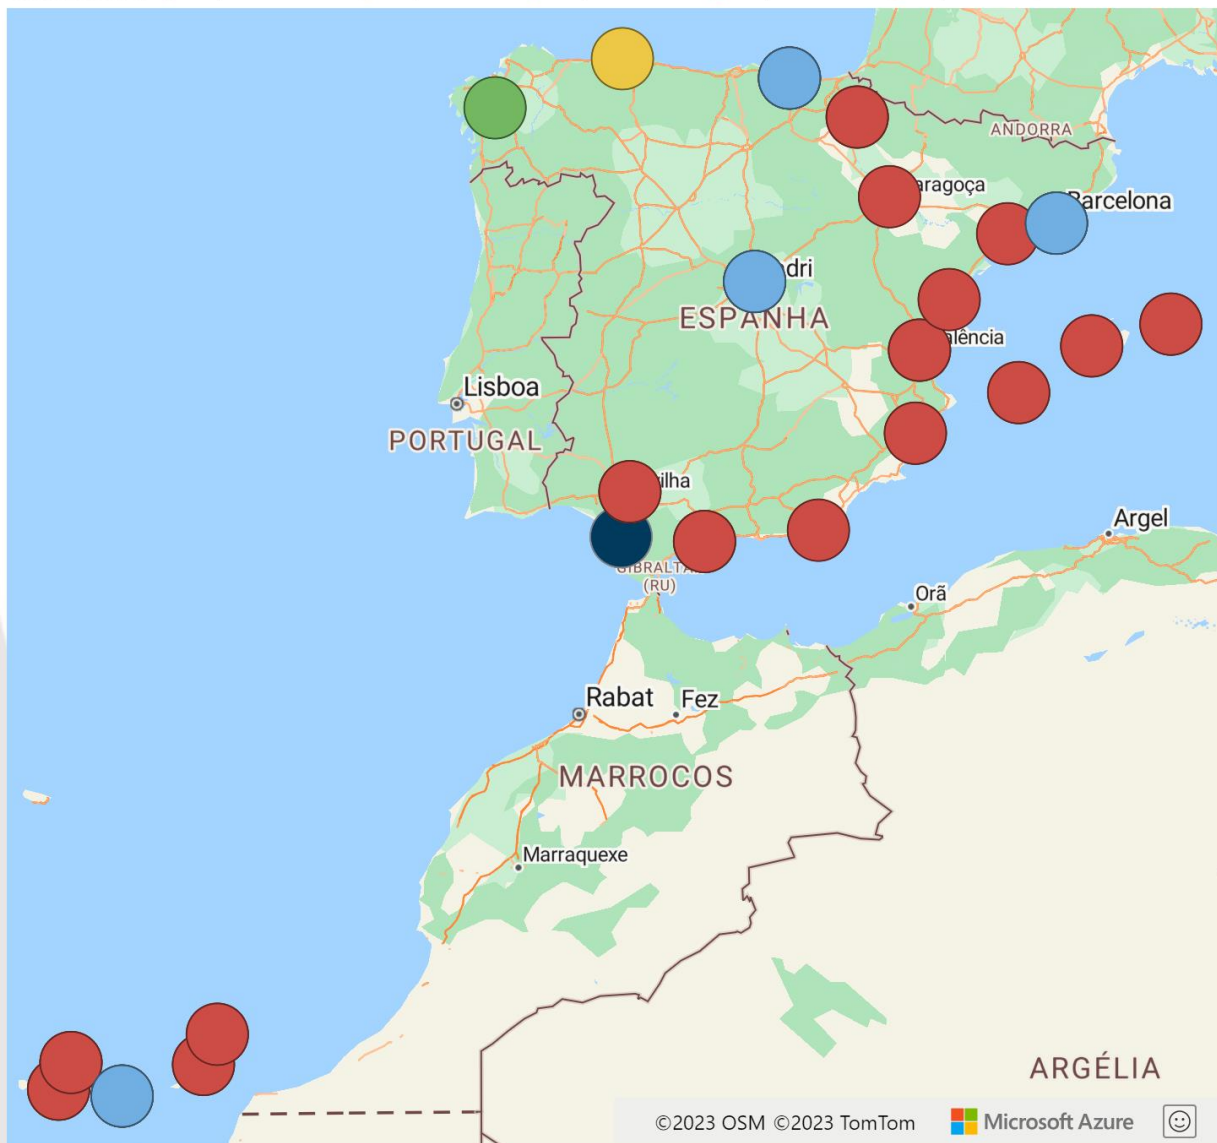 ANDORRA
aragoça
Barcelona
dri
ESPANHA
alência
Lisboa
PORTUGAL
ilha
Argel
GIBRALTA
(RU)
Orã
Rabat
Fez
MARROCOS
Marraquexe
ARGÉLIA
©2023 OSM ©2023 TomTom
Microsoft Azure